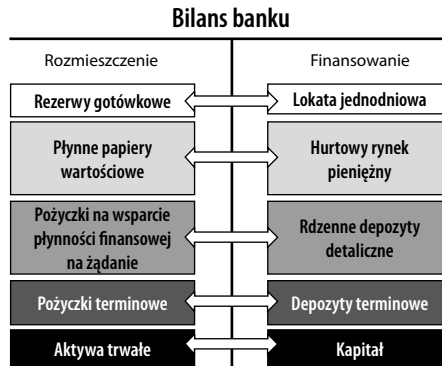 Bilans banku
Rozmieszczenie
Finansowanie
Rezerwy gotówkowe
Lokata jednodniowa
Płynne papiery
wartościowe
Hurtowy rynek
pieniężny
Pożyczki na wsparcie
płynności finansowej
na żądanie
Rdzenne depozyty
detaliczne
Pożyczki terminowe
Depozyty terminowe
Aktywa trwałe
Kapitał